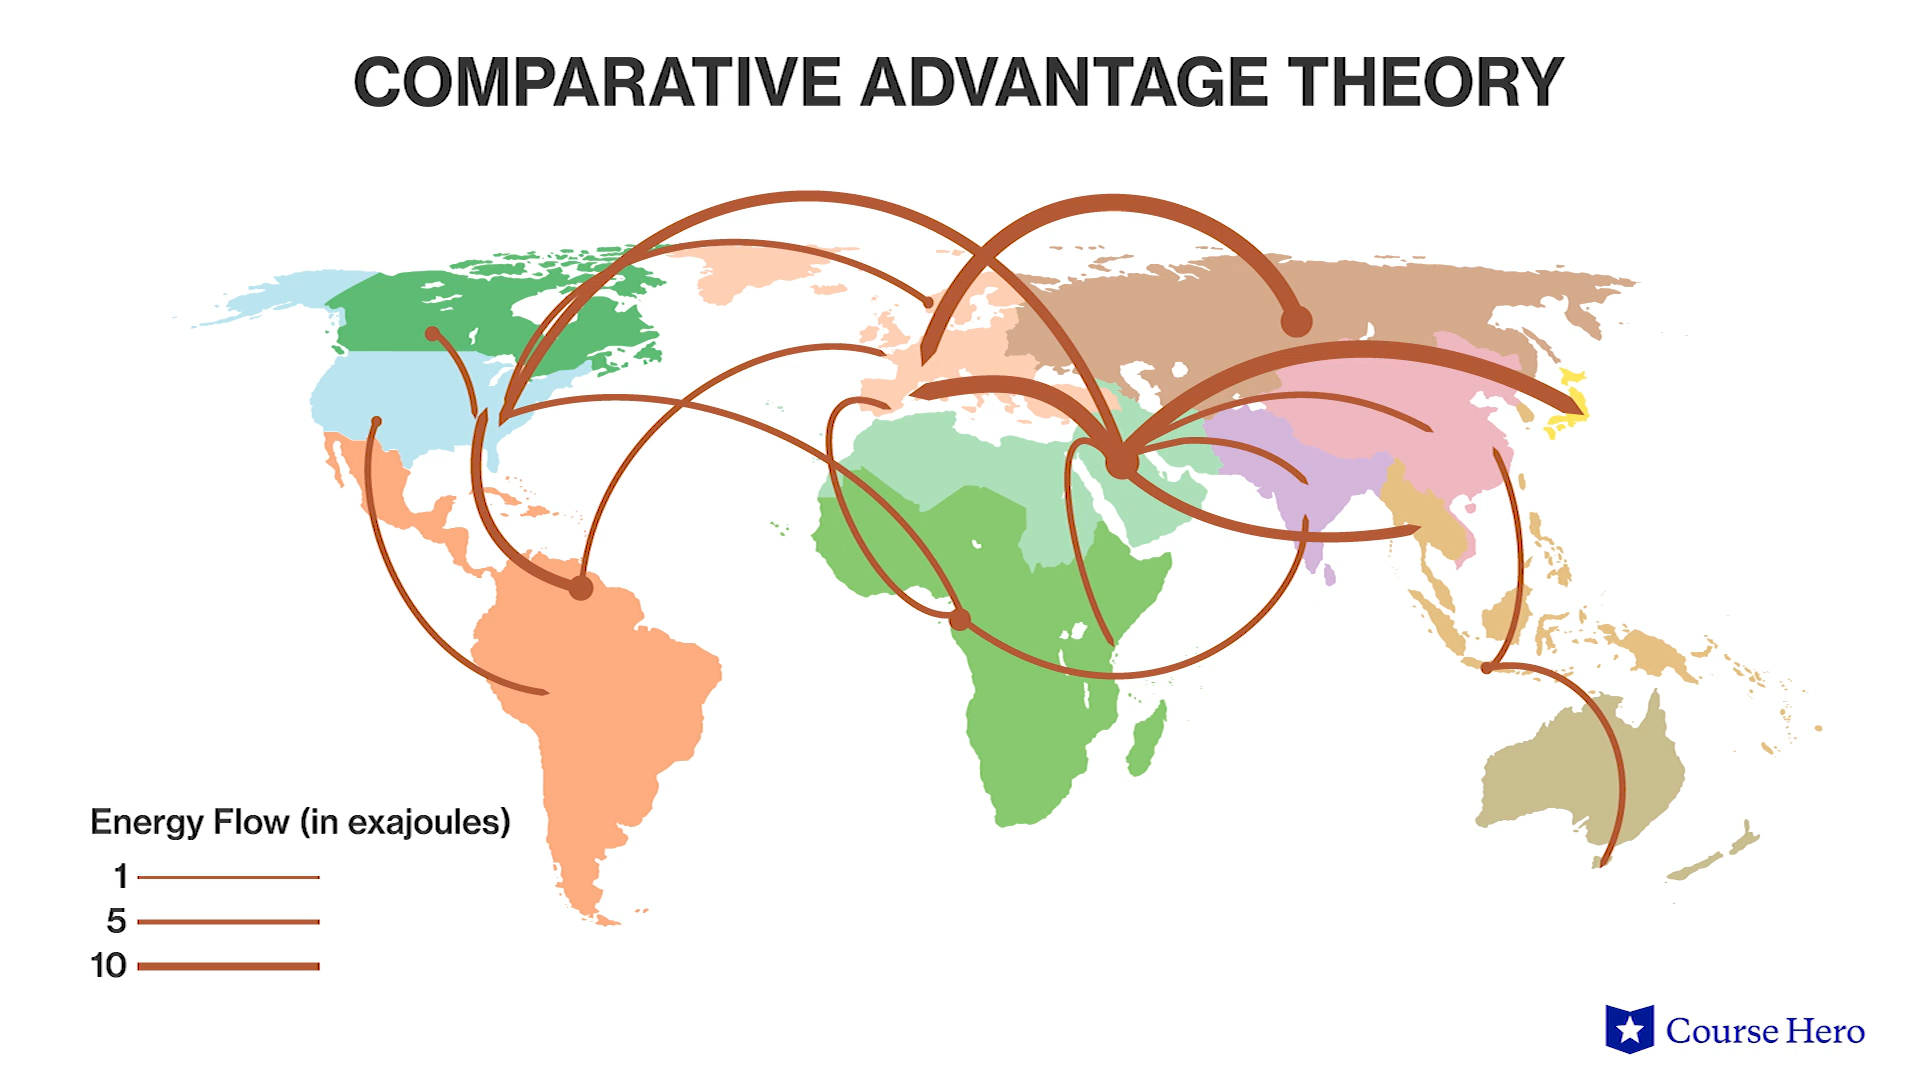 COMPARATIVE ADVANTAGE THEORY
Energy Flow (in exajoules)
1
5
10
Course Hero